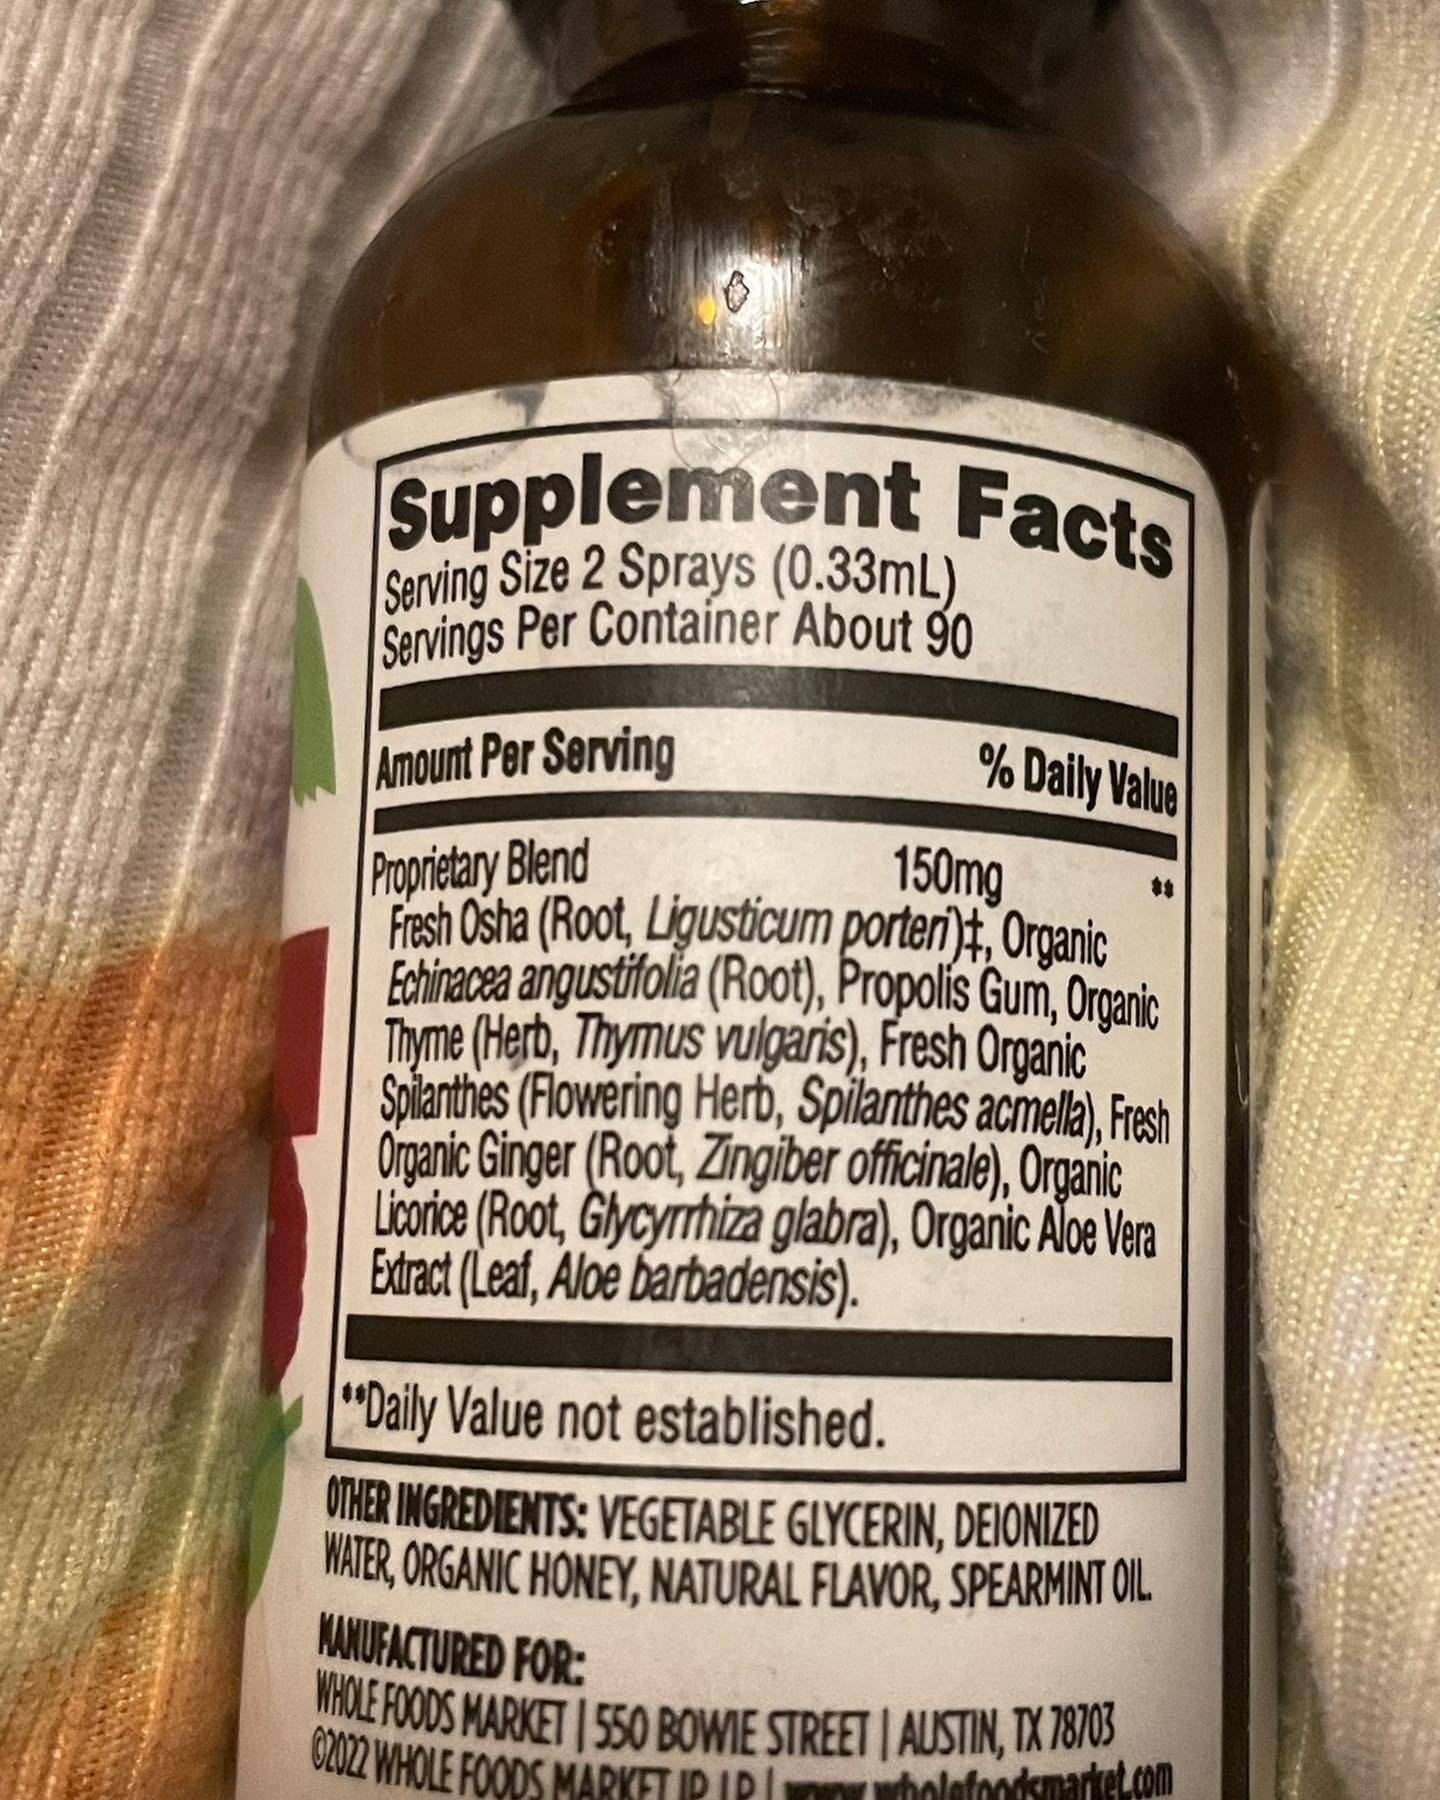 Supplement Facts
Serving Size 2 Sprays (0.33mL)
Servings Per Container About 90
Amount Per Serving % Daily Value
Proprietary Blend 150mg **
Fresh Osha (Root, Ligusticum porteri)‡, Organic
Echinacea angustifolia (Root), Propolis Gum, Organic
Thyme (Herb, Thymus vulgaris), Fresh Organic
Spilanthes (Flowering Herb, Spilanthes acmella), Fresh
Organic Ginger (Root, Zingiber officinale), Organic
Licorice (Root, Glycyrrhiza glabra), Organic Aloe Vera
Extract (Leaf, Aloe barbadensis).
**Daily Value not established.
OTHER INGREDIENTS: VEGETABLE GLYCERIN, DEIONIZED
WATER, ORGANIC HONEY, NATURAL FLAVOR, SPEARMINT OIL.
MANUFACTURED FOR:
WHOLE FOODS MARKET | 550 BOWIE STREET | AUSTIN, TX 78703
©2022 WHOLE FOODS MARKET IP, LP | www.wholefoodsmarket.com